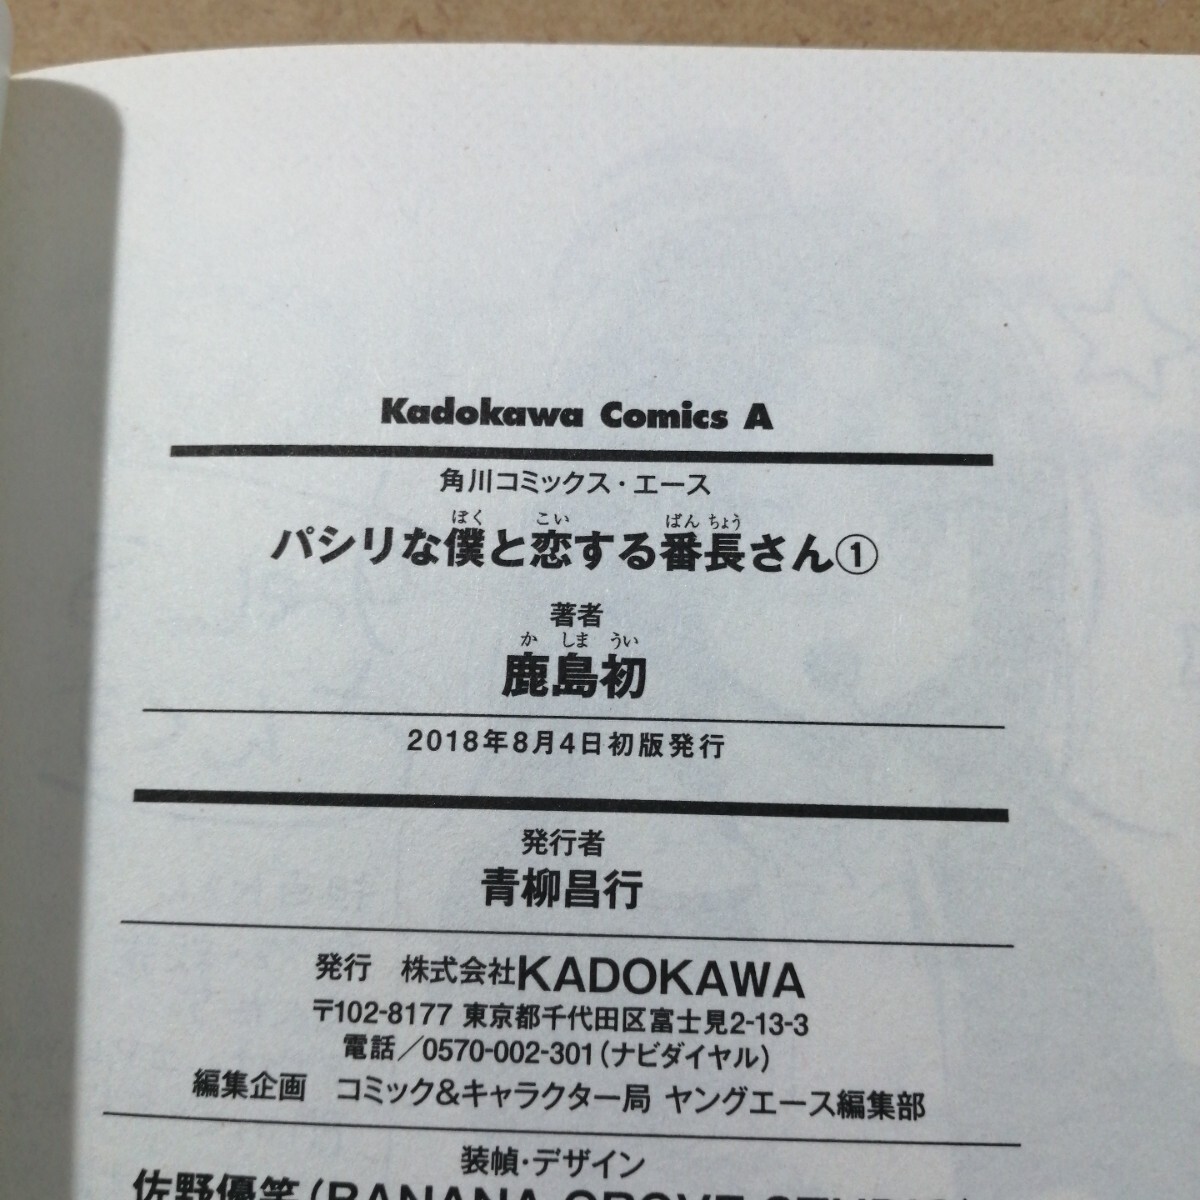 Kadokawa Comics A
角川コミックス・エース
ぼく こい ばんちょう
パシリな僕と恋する番長さん①
著者
か しま うい
鹿島初
2018年8月4日初版発行
発行者
青柳昌行
発行 株式会社KADOKAWA
〒102-8177 東京都千代田区富士見2-13-3
電話／0570-002-301(ナビダイヤル)
編集企画 コミック&キャラクター局 ヤングエース編集部
装幀・デザイン
佐野優笑(BANANA GROVE STUDIO)